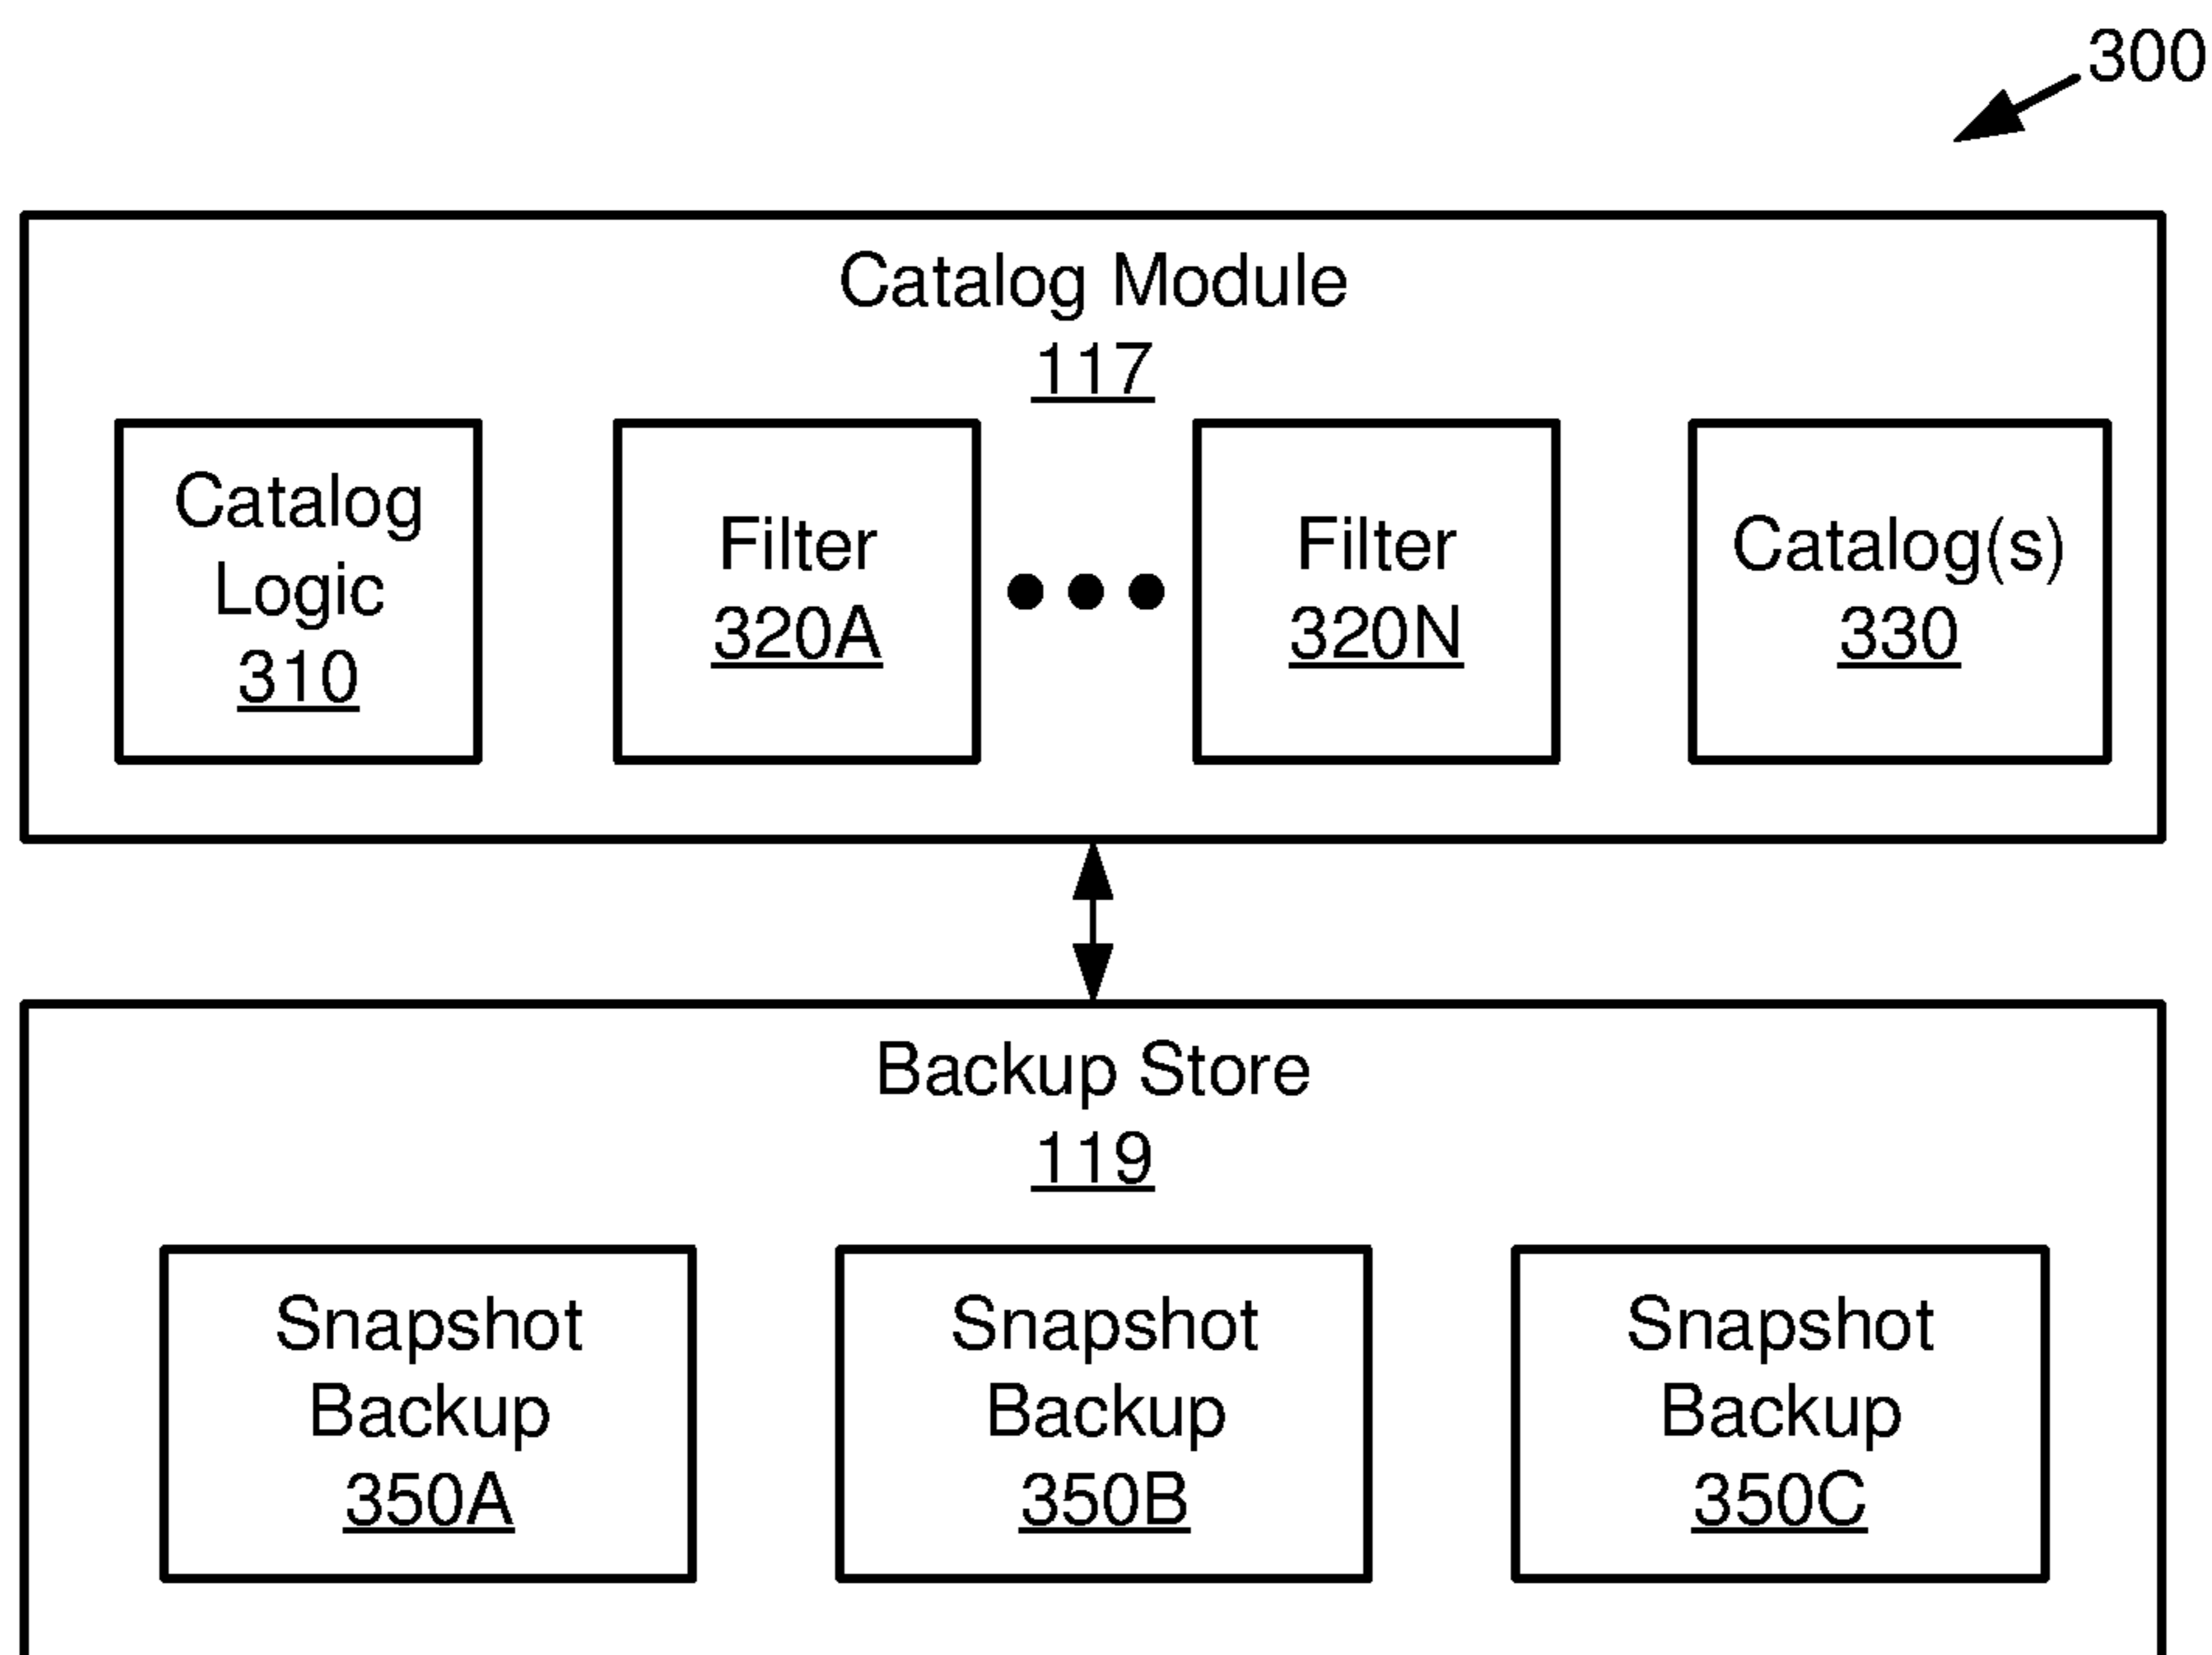 300
Catalog Module
117
Catalog
Logic
310
Filter
320A
Filter
320N
Catalog(s)
330
Backup Store
119
Snapshot
Backup
350A
Snapshot
Backup
350B
Snapshot
Backup
350C